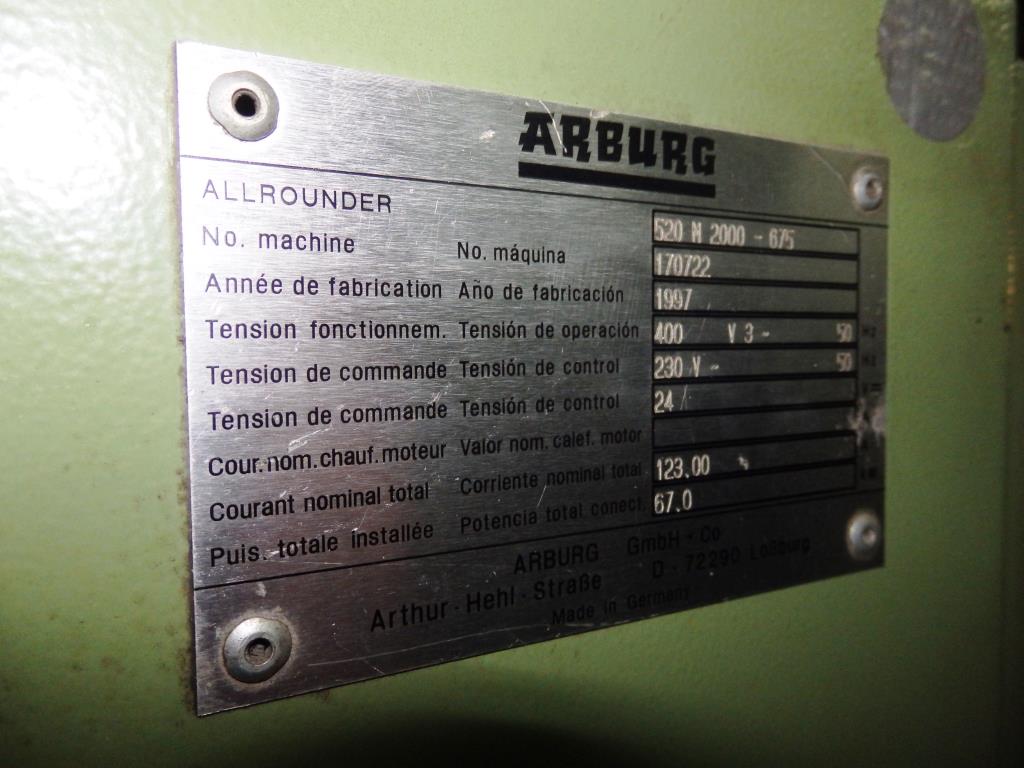 ARBURG
ALLROUNDER 520 M 2000 - 675
No. machine No. máquina 170722
Année de fabrication Año de fabricación 1997
Tension fonctionnem. Tensión de operación 400 V 3~ 50 Hz
Tension de commande Tensión de control 230 V~ 50 Hz
Tension de commande Tensión de control 24
Cour.nom.chauf.moteur Valor nom. calef. motor
Courant nominal total Corriente nominal total 123.00
Puis. totale installée Potencia total conect. 67.0
ARBURG GmbH + Co
Arthur - Hehl - Straße D - 72290 Loßburg
Made in Germany